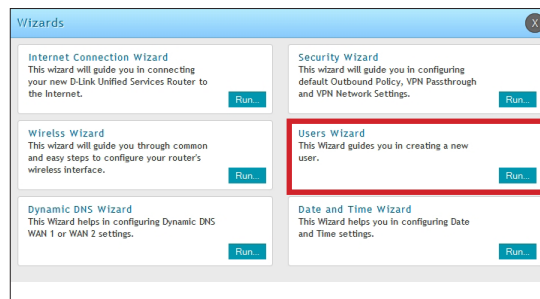 Wizards
X
Internet Connection Wizard
This wizard will guide you in connecting
your new D-Link Unified Services Router to
the Internet.
Run...
Security Wizard
This wizard will guide you in configuring
default Outbound Policy, VPN Passthrough
and VPN Network Settings.
Run...
Wirelss Wizard
This wizard will guide you through common
and easy steps to configure your router's
wireless interface.
Run...
Users Wizard
This Wizard guides you in creating a new
user.
Run...
Dynamic DNS Wizard
This Wizard helps in configuring Dynamic DNS
WAN 1 or WAN 2 settings.
Run...
Date and Time Wizard
This Wizard helps you in configuring Date
and Time settings.
Run...